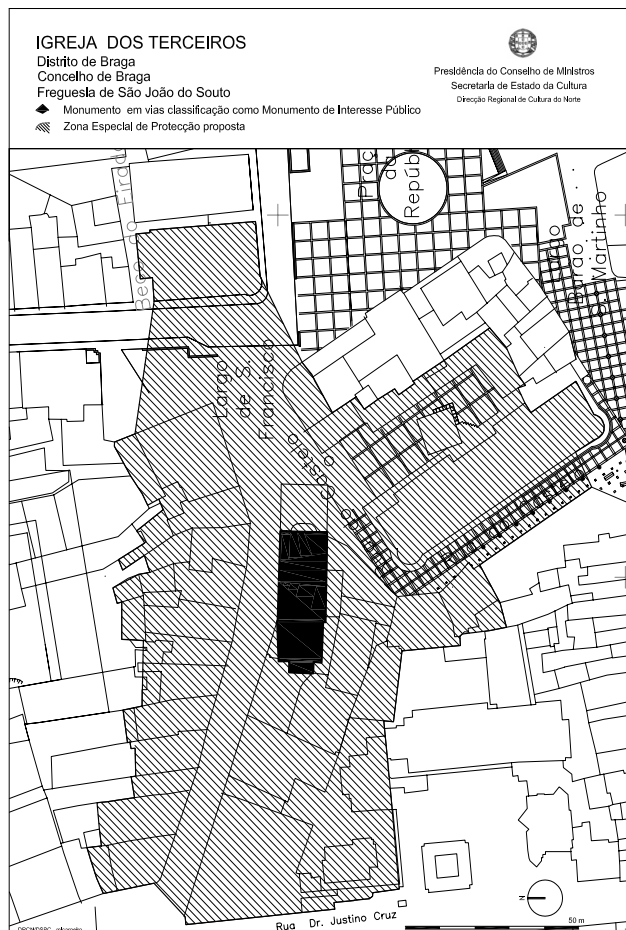 IGREJA DOS TERCEIROS
Distrito de Braga
Concelho de Braga
Freguesia de São João do Souto
Monumento em vias classificação como Monumento de Interesse Público
Zona Especial de Protecção proposta
Presidência do Conselho de Ministros
Secretaria de Estado da Cultura
Direcção Regional de Cultura do Norte
da
Repúb
Largo
Barão de
S. Martinho
Largo
de S.
Francisco
Castelo
Rua Dr. Justino Cruz
N
50 m